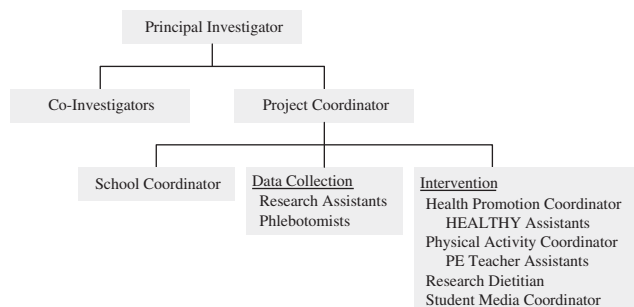 Principal Investigator
Co-Investigators
Project Coordinator
School Coordinator
Data Collection
Research Assistants
Phlebotomists
Intervention
Health Promotion Coordinator
HEALTHY Assistants
Physical Activity Coordinator
PE Teacher Assistants
Research Dietitian
Student Media Coordinator